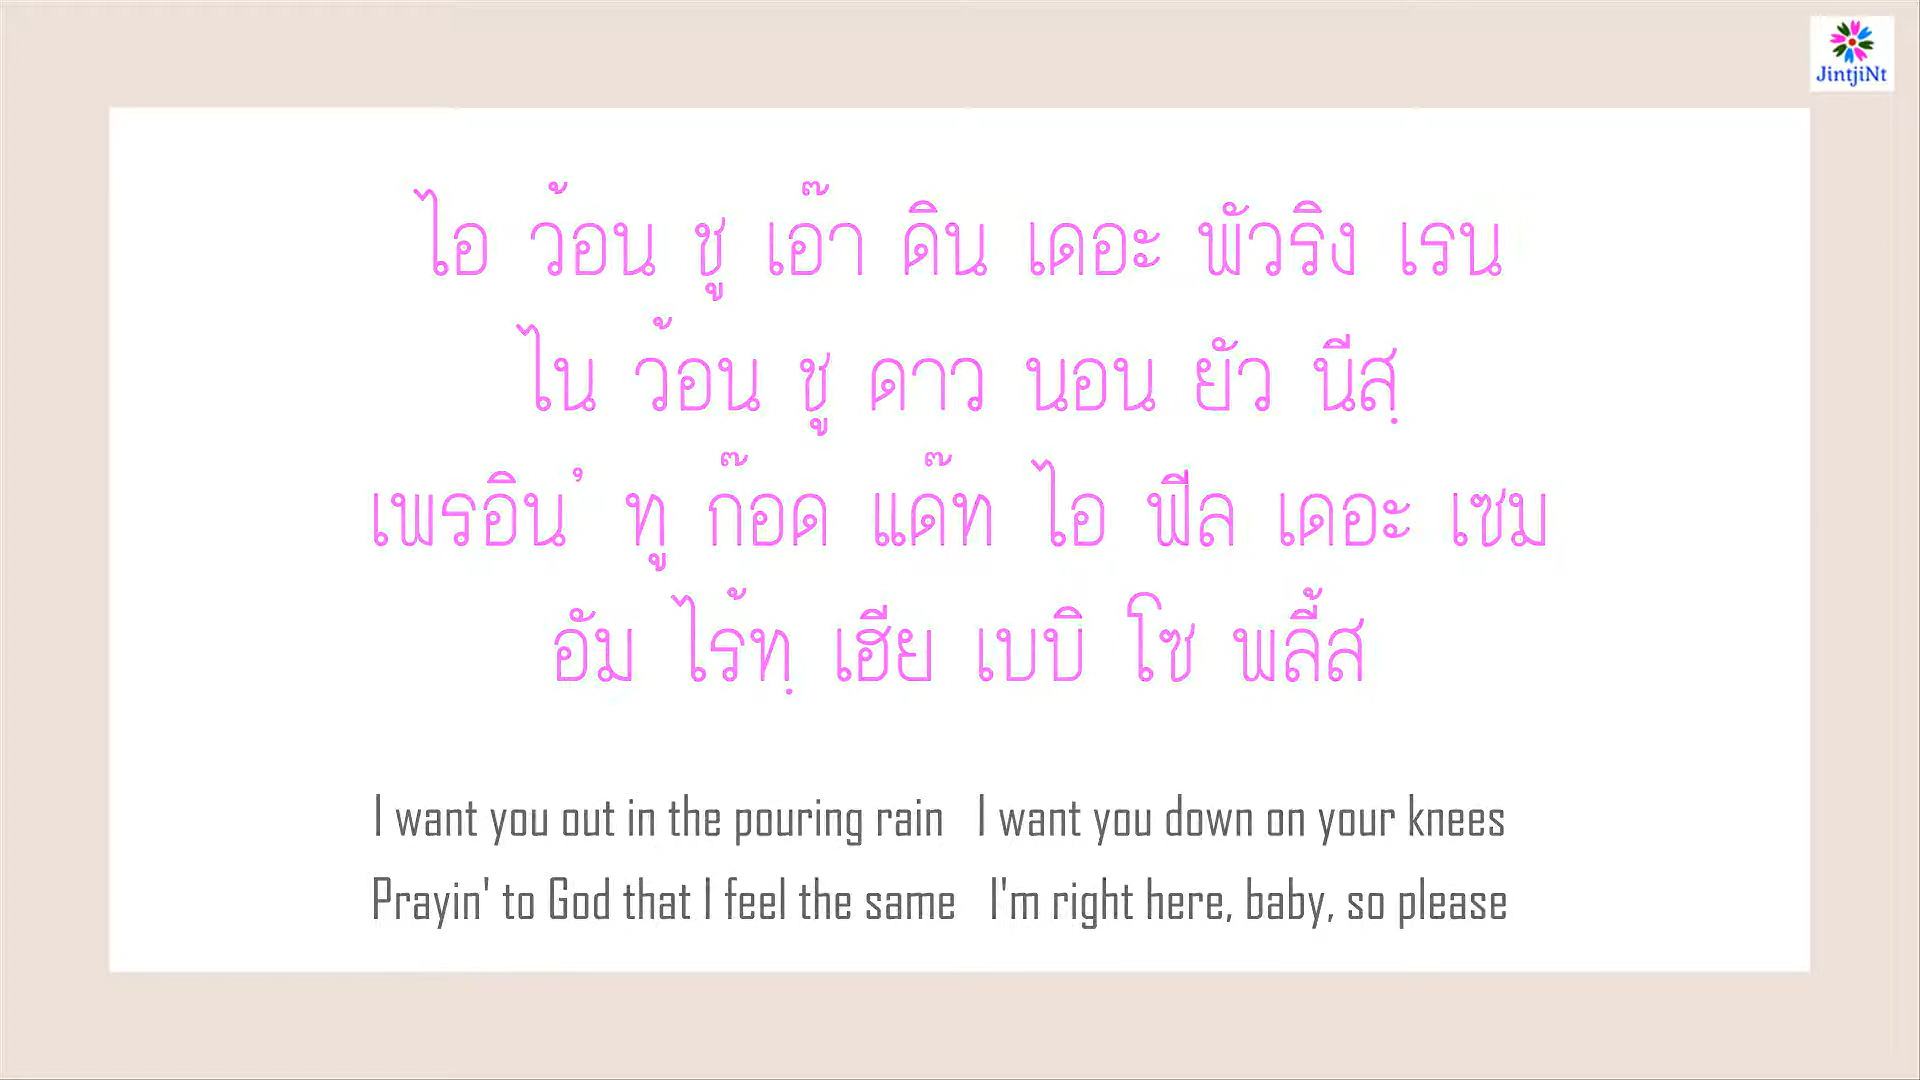 JintjiNt
ไอ ว้อน ชู เอ๊า ดิน เดอะ พัวริง เรน
ไน ว้อน ชู ดาว นอน ยัว นีสฺ
เพรอิน’ ทู ก๊อด แด๊ท ไอ ฟีล เดอะ เซม
อัม ไร้ทฺ เฮีย เบบิ โซ พลี้ส
I want you out in the pouring rain I want you down on your knees
Prayin' to God that I feel the same I'm right here, baby, so please